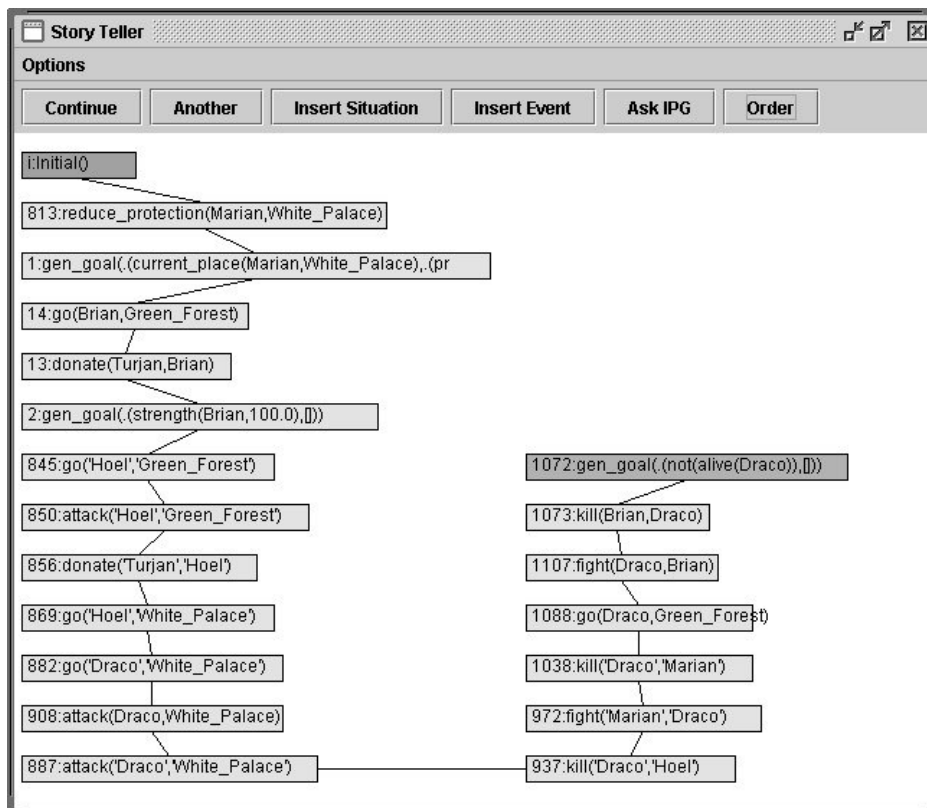 Story Teller
Options
Continue Another Insert Situation Insert Event Ask IPG Order
i:Initial()
813:reduce_protection(Marian,White_Palace)
1:gen_goal(.(current_place(Marian,White_Palace),.(pr
14:go(Brian,Green_Forest)
13:donate(Turjan,Brian)
2:gen_goal(.(strength(Brian,100.0),[]))
845:go('Hoel','Green_Forest')
850:attack('Hoel','Green_Forest')
856:donate('Turjan','Hoel')
869:go('Hoel','White_Palace')
882:go('Draco','White_Palace')
908:attack(Draco,White_Palace)
887:attack('Draco','White_Palace')
1072:gen_goal(.(not(alive(Draco)),[]))
1073:kill(Brian,Draco)
1107:fight(Draco,Brian)
1088:go(Draco,Green_Forest)
1038:kill('Draco','Marian')
972:fight('Marian','Draco')
937:kill('Draco','Hoel')